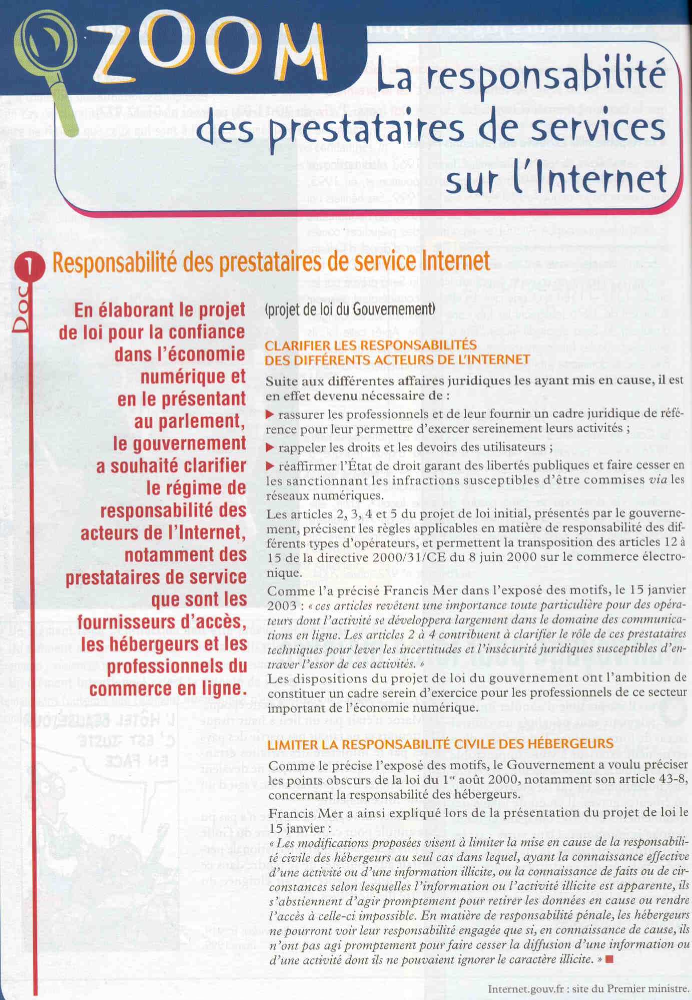 ZOOM
La responsabilité
des prestataires de services
sur l'Internet
1
Doc
Responsabilité des prestataires de service Internet
En élaborant le projet
de loi pour la confiance
dans l'économie
numérique et
en le présentant
au parlement,
le gouvernement
a souhaité clarifier
le régime de
responsabilité des
acteurs de l'Internet,
notamment des
prestataires de service
que sont les
fournisseurs d'accès,
les hébergeurs et les
professionnels du
commerce en ligne.
(projet de loi du Gouvernement)
CLARIFIER LES RESPONSABILITÉS
DES DIFFÉRENTS ACTEURS DE L'INTERNET
Suite aux différentes affaires juridiques les ayant mis en cause, il est
en effet devenu nécessaire de :
▶ rassurer les professionnels et de leur fournir un cadre juridique de réfé-
rence pour leur permettre d'exercer sereinement leurs activités ;
▶ rappeler les droits et les devoirs des utilisateurs ;
▶ réaffirmer l'État de droit garant des libertés publiques et faire cesser en
les sanctionnant les infractions susceptibles d'être commises via les
réseaux numériques.
Les articles 2, 3, 4 et 5 du projet de loi initial, présentés par le gouverne-
ment, précisent les règles applicables en matière de responsabilité des dif-
férents types d'opérateurs, et permettent la transposition des articles 12 à
15 de la directive 2000/31/CE du 8 juin 2000 sur le commerce électro-
nique.
Comme l'a précisé Francis Mer dans l'exposé des motifs, le 15 janvier
2003 : « ces articles revêtent une importance toute particulière pour des opéra-
teurs dont l'activité se développera largement dans le domaine des communica-
tions en ligne. Les articles 2 à 4 contribuent à clarifier le rôle de ces prestataires
techniques pour lever les incertitudes et l'insécurité juridiques susceptibles d'en-
traver l'essor de ces activités. »
Les dispositions du projet de loi du gouvernement ont l'ambition de
constituer un cadre serein d'exercice pour les professionnels de ce secteur
important de l'économie numérique.
LIMITER LA RESPONSABILITÉ CIVILE DES HÉBERGEURS
Comme le précise l'exposé des motifs, le Gouvernement a voulu préciser
les points obscurs de la loi du 1er août 2000, notamment son article 43-8,
concernant la responsabilité des hébergeurs.
Francis Mer a ainsi expliqué lors de la présentation du projet de loi le
15 janvier :
« Les modifications proposées visent à limiter la mise en cause de la responsabili-
té civile des hébergeurs au seul cas dans lequel, ayant la connaissance effective
d'une activité ou d'une information illicite, ou la connaissance de faits ou de cir-
constances selon lesquelles l'information ou l'activité illicite est apparente, ils
s'abstiennent d'agir promptement pour retirer les données en cause ou rendre
l'accès à celle-ci impossible. En matière de responsabilité pénale, les hébergeurs
ne pourront voir leur responsabilité engagée que si, en connaissance de cause, ils
n'ont pas agi promptement pour faire cesser la diffusion d'une information ou
d'une activité dont ils ne pouvaient ignorer le caractère illicite. » ■
Internet.gouv.fr : site du Premier ministre.